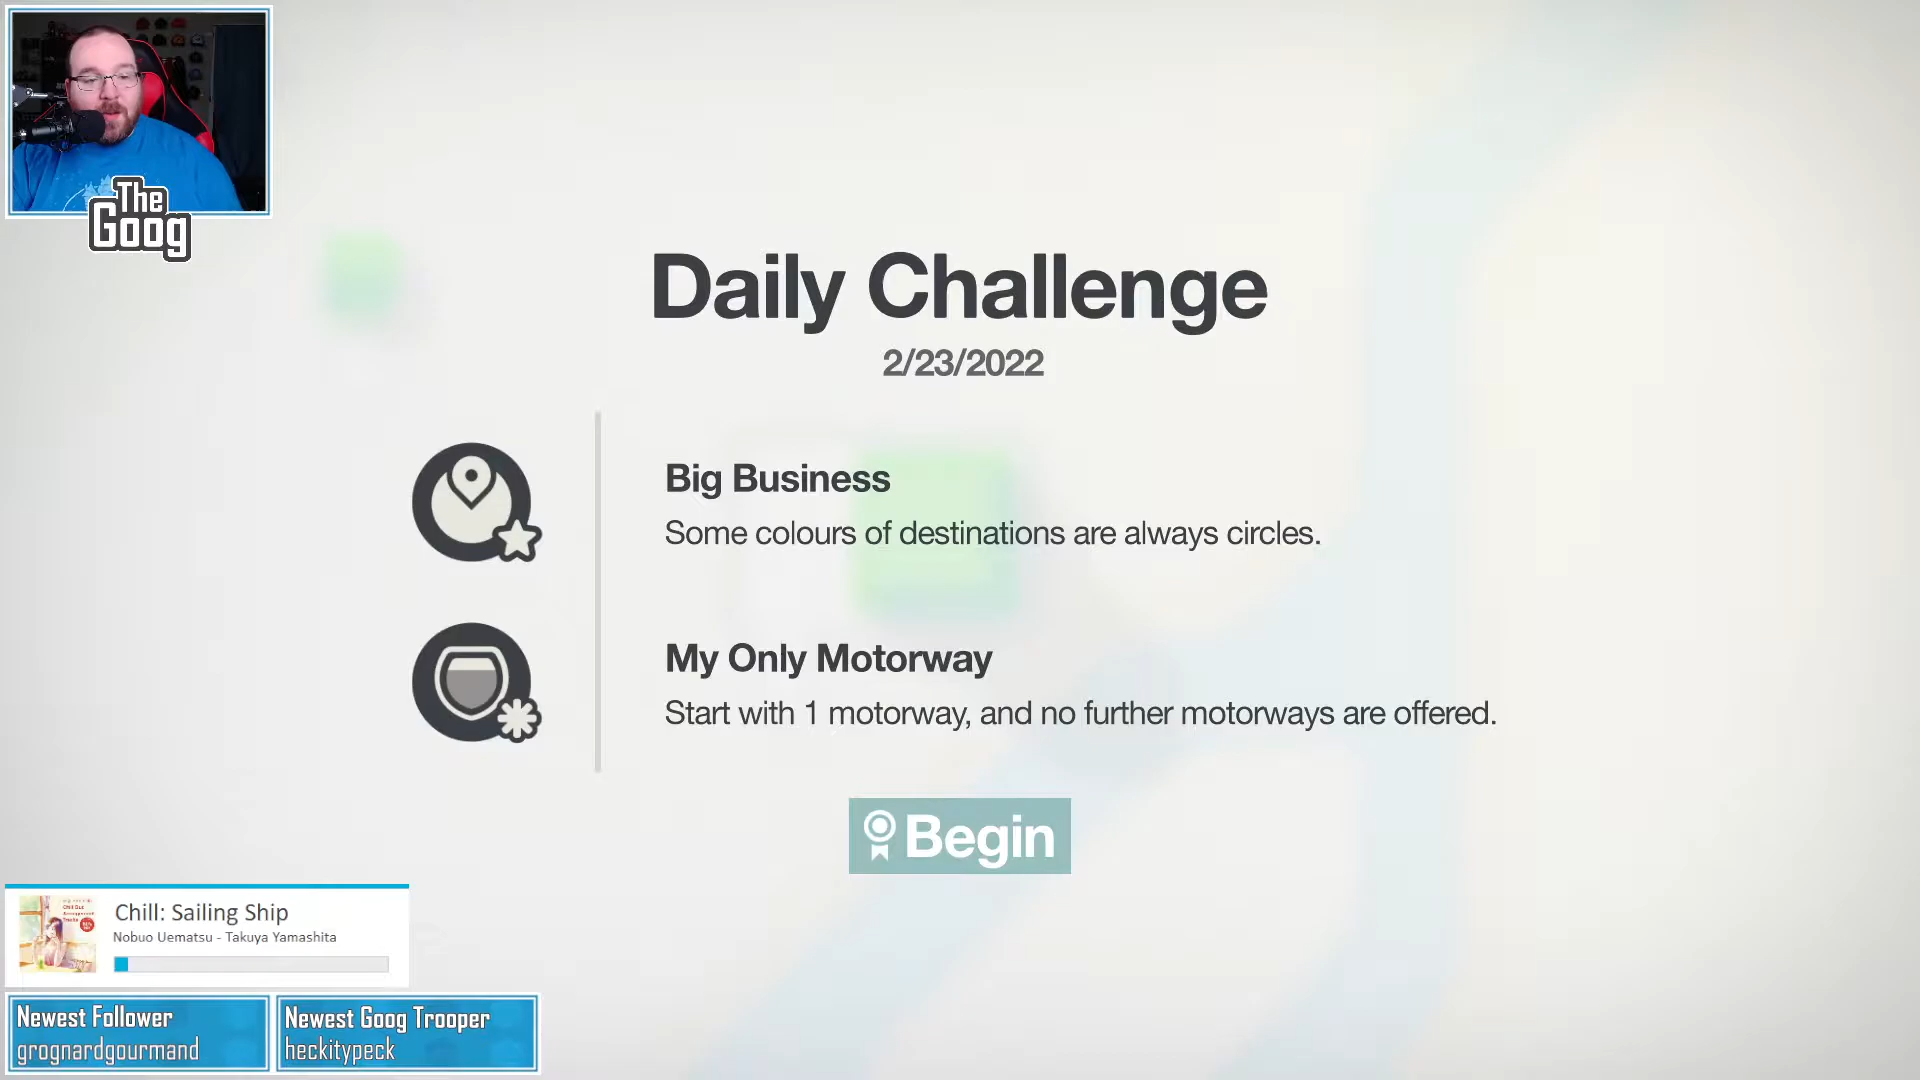 The
Goog
Daily Challenge
2/23/2022
Big Business
Some colours of destinations are always circles.
My Only Motorway
Start with 1 motorway, and no further motorways are offered.
Begin
Chill: Sailing Ship
Nobuo Uematsu - Takuya Yamashita
Newest Follower
grognardgourmand
Newest Goog Trooper
heckitypeck